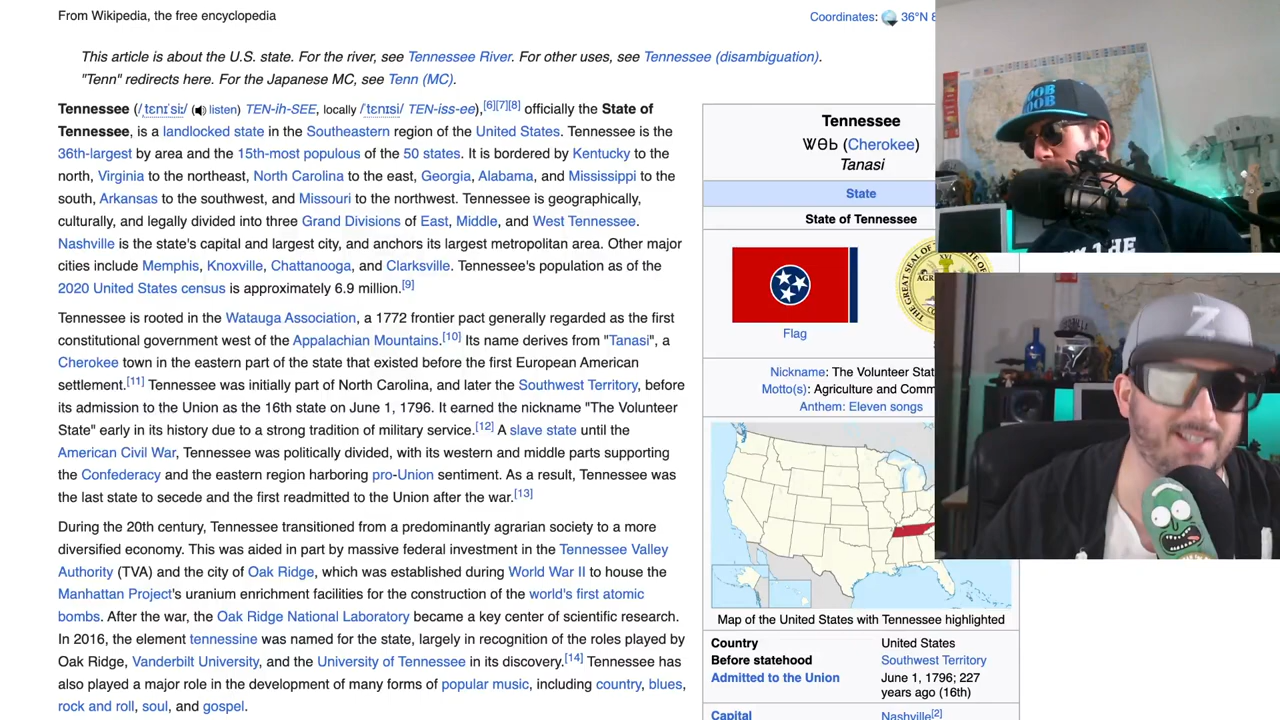 From Wikipedia, the free encyclopedia
Coordinates: 36°N 8
This article is about the U.S. state. For the river, see Tennessee River. For other uses, see Tennessee (disambiguation).
"Tenn" redirects here. For the Japanese MC, see Tenn (MC).
Tennessee (/ˌtɛnɪˈsiː/ (listen) TEN-ih-SEE, locally /ˈtɛnɪsi/ TEN-iss-ee),[6][7][8] officially the State of
Tennessee, is a landlocked state in the Southeastern region of the United States. Tennessee is the
36th-largest by area and the 15th-most populous of the 50 states. It is bordered by Kentucky to the
north, Virginia to the northeast, North Carolina to the east, Georgia, Alabama, and Mississippi to the
south, Arkansas to the southwest, and Missouri to the northwest. Tennessee is geographically,
culturally, and legally divided into three Grand Divisions of East, Middle, and West Tennessee.
Nashville is the state's capital and largest city, and anchors its largest metropolitan area. Other major
cities include Memphis, Knoxville, Chattanooga, and Clarksville. Tennessee's population as of the
2020 United States census is approximately 6.9 million.[9]
Tennessee is rooted in the Watauga Association, a 1772 frontier pact generally regarded as the first
constitutional government west of the Appalachian Mountains.[10] Its name derives from "Tanasi", a
Cherokee town in the eastern part of the state that existed before the first European American
settlement.[11] Tennessee was initially part of North Carolina, and later the Southwest Territory, before
its admission to the Union as the 16th state on June 1, 1796. It earned the nickname "The Volunteer
State" early in its history due to a strong tradition of military service.[12] A slave state until the
American Civil War, Tennessee was politically divided, with its western and middle parts supporting
the Confederacy and the eastern region harboring pro-Union sentiment. As a result, Tennessee was
the last state to secede and the first readmitted to the Union after the war.[13]
During the 20th century, Tennessee transitioned from a predominantly agrarian society to a more
diversified economy. This was aided in part by massive federal investment in the Tennessee Valley
Authority (TVA) and the city of Oak Ridge, which was established during World War II to house the
Manhattan Project's uranium enrichment facilities for the construction of the world's first atomic
bombs. After the war, the Oak Ridge National Laboratory became a key center of scientific research.
In 2016, the element tennessine was named for the state, largely in recognition of the roles played by
Oak Ridge, Vanderbilt University, and the University of Tennessee in its discovery.[14] Tennessee has
also played a major role in the development of many forms of popular music, including country, blues,
rock and roll, soul, and gospel.
Tennessee
ᏔᎾᏏ (Cherokee)
Tanasi
State
State of Tennessee
THE GREAT SEAL OF T
XVI
AGR
Flag
Nickname: The Volunteer Stat
Motto(s): Agriculture and Comm
Anthem: Eleven songs
Map of the United States with Tennessee highlighted
Country United States
Before statehood Southwest Territory
Admitted to the Union June 1, 1796; 227
years ago (16th)
Capital Nashville[2]
THE
Z